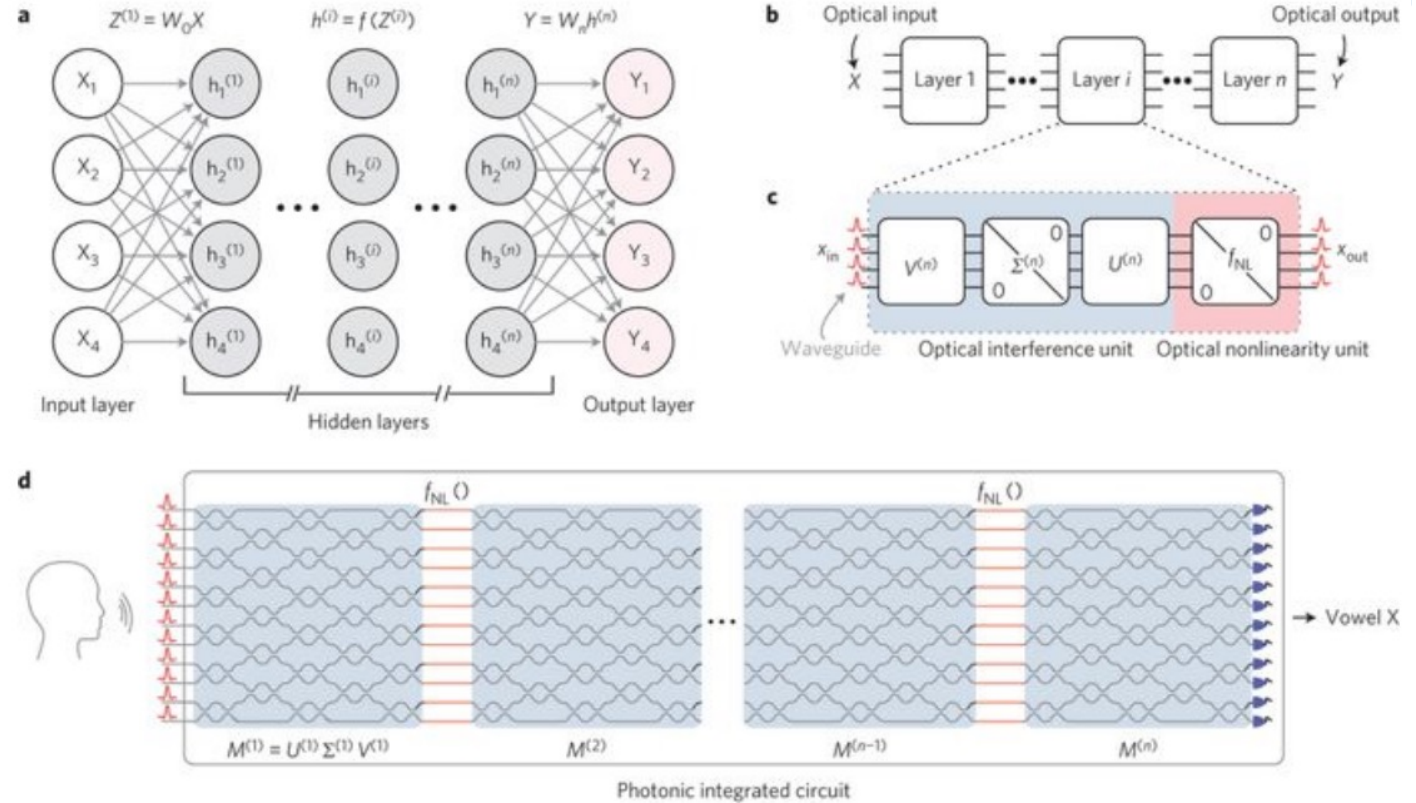 a
Z⁽¹⁾ = W₀X
h⁽ⁱ⁾ = f(Z⁽ⁱ⁾)
Y = Wₙh⁽ⁿ⁾
X₁ h₁⁽¹⁾ h₁⁽ⁱ⁾ h₁⁽ⁿ⁾ Y₁
X₂ h₂⁽¹⁾ h₂⁽ⁱ⁾ h₂⁽ⁿ⁾ Y₂
X₃ h₃⁽¹⁾ h₃⁽ⁱ⁾ h₃⁽ⁿ⁾ Y₃
X₄ h₄⁽¹⁾ h₄⁽ⁱ⁾ h₄⁽ⁿ⁾ Y₄
Input layer
Hidden layers
Output layer
b
Optical input
Optical output
X Layer 1 Layer i Layer n Y
c
x_in V⁽ⁿ⁾ 0 Σ⁽ⁿ⁾ 0 U⁽ⁿ⁾ 0 f_NL 0 x_out
Waveguide
Optical interference unit
Optical nonlinearity unit
d
f_NL ()
f_NL ()
Vowel X
M⁽¹⁾ = U⁽¹⁾ Σ⁽¹⁾ V⁽¹⁾
M⁽²⁾
M⁽ⁿ⁻¹⁾
M⁽ⁿ⁾
Photonic integrated circuit